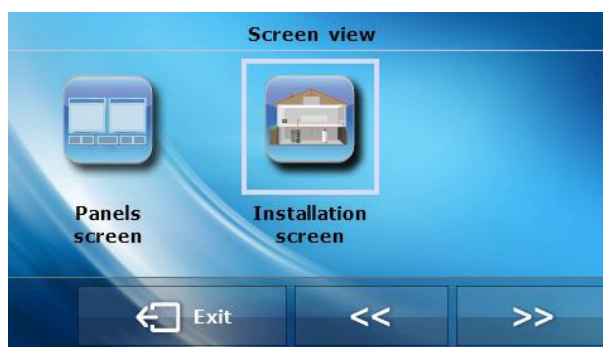 Screen view
Panels
screen
Installation
screen
Exit
<<
>>